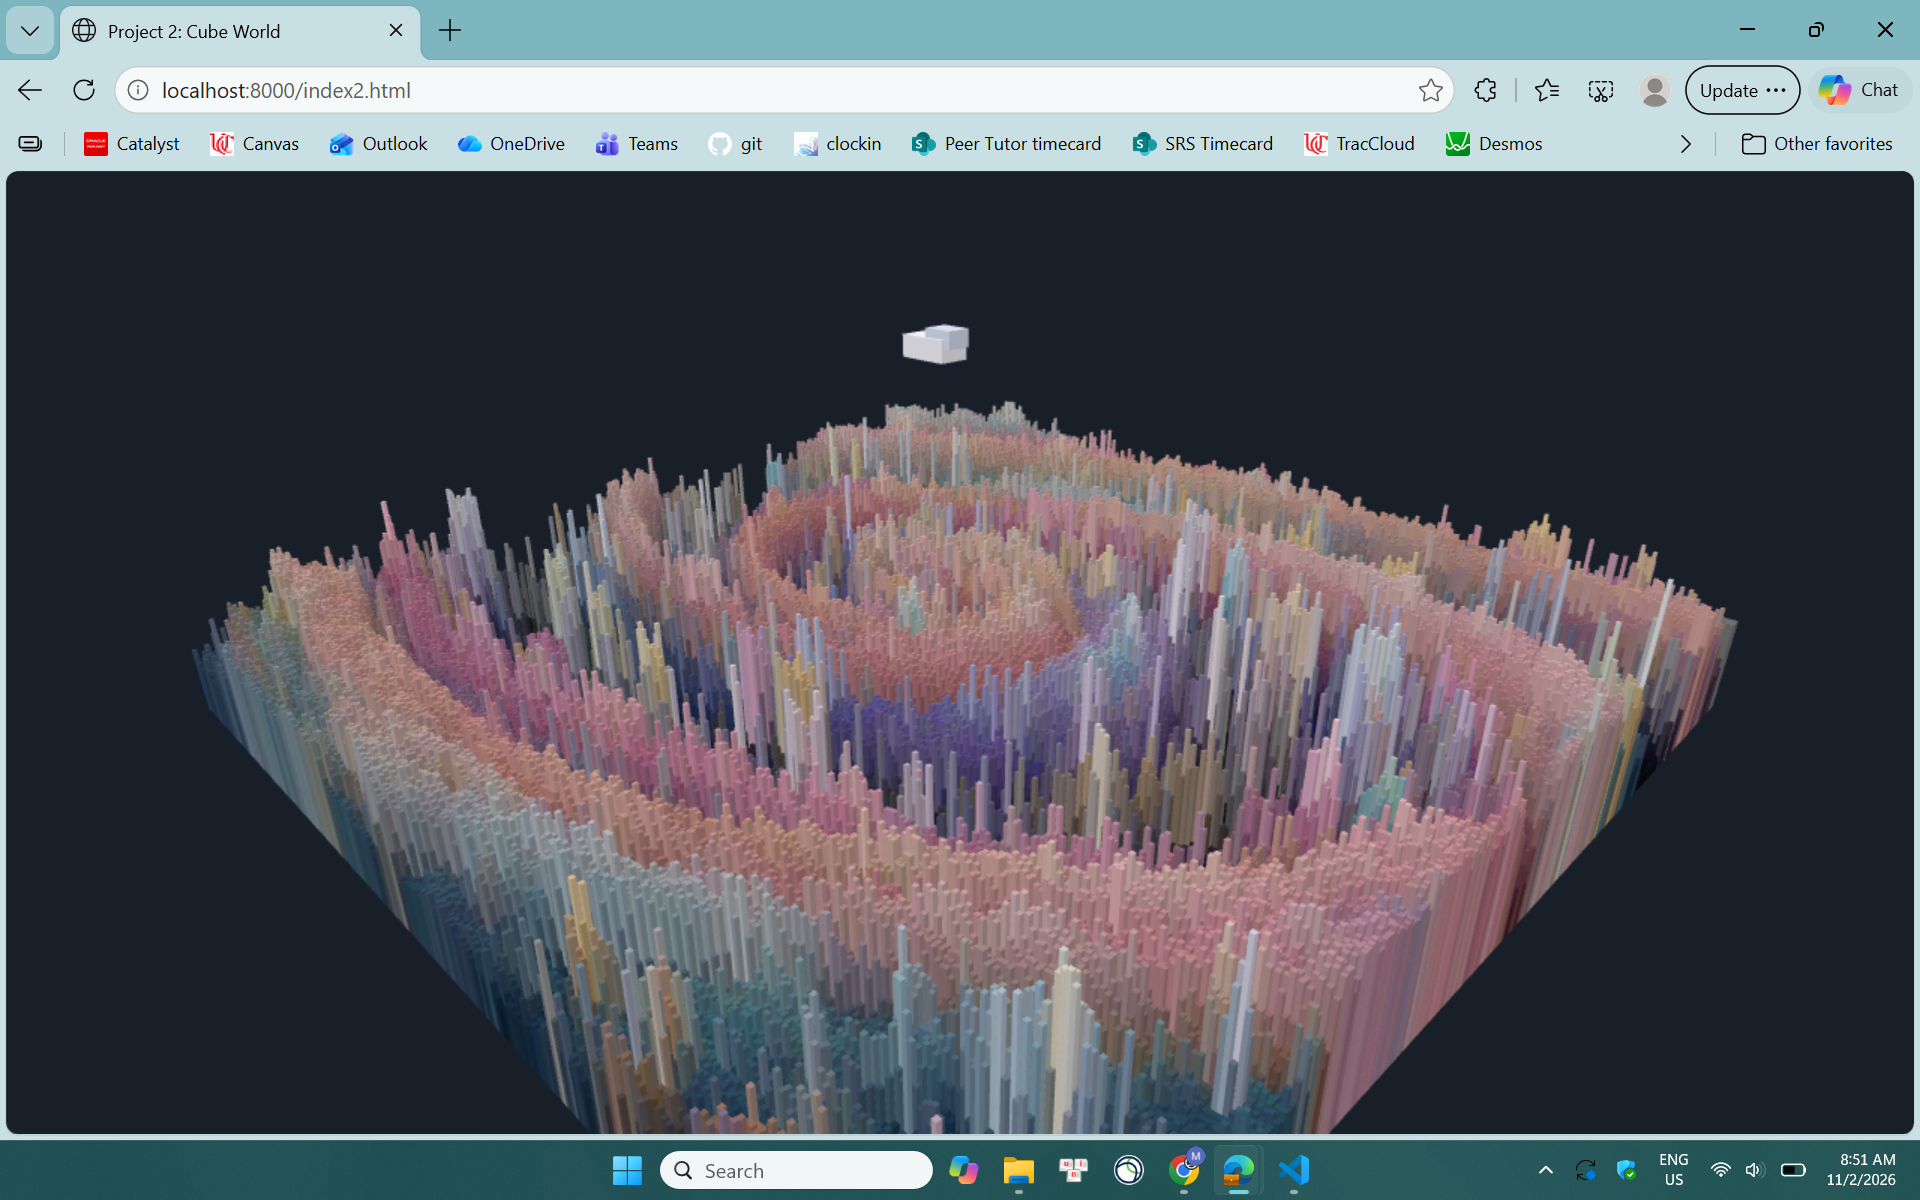 Project 2: Cube World
localhost:8000/index2.html
Update
Chat
Catalyst Canvas Outlook OneDrive Teams git clockin Peer Tutor timecard SRS Timecard TracCloud Desmos Other favorites
Search
M
ENG
US
8:51 AM
11/2/2026